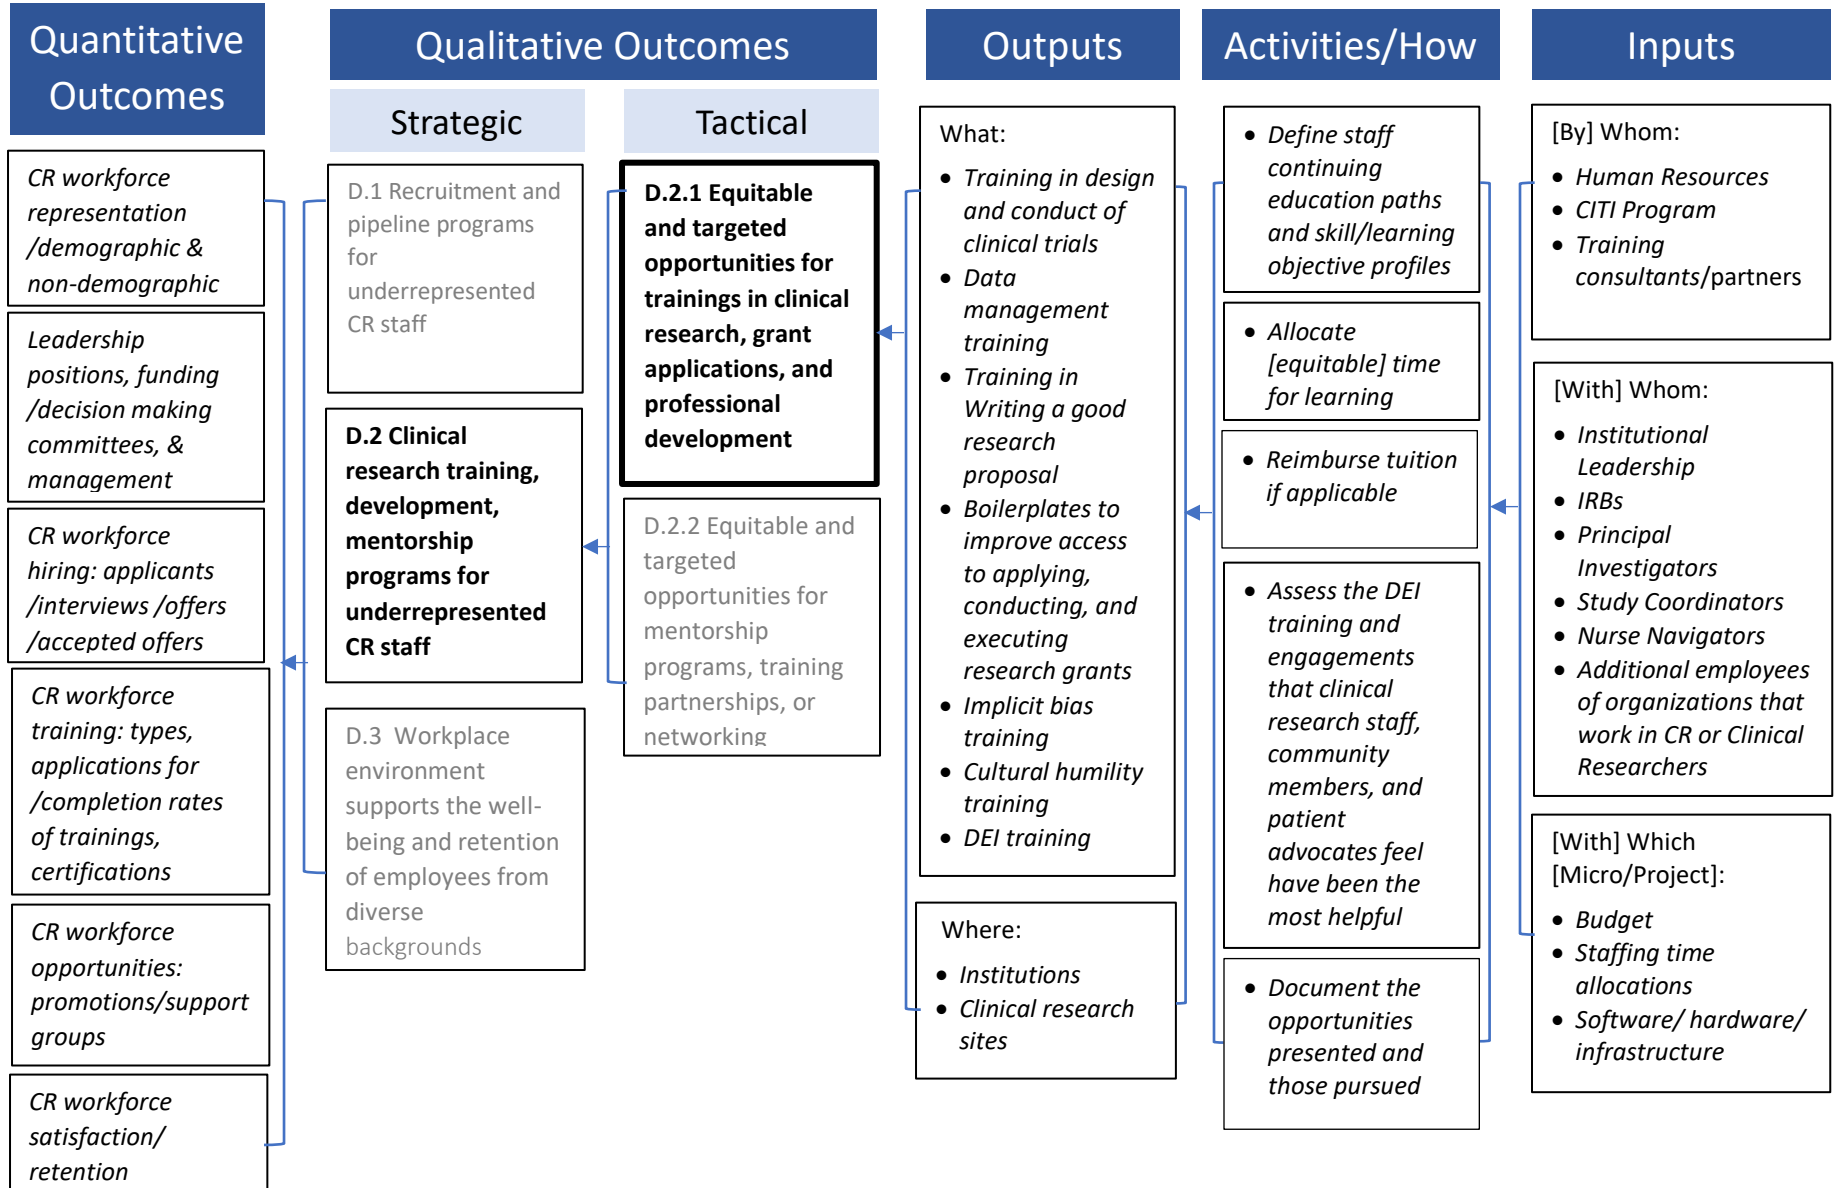 Quantitative
Outcomes
CR workforce
representation
/demographic &
non-demographic
Leadership
positions, funding
/decision making
committees, &
management
CR workforce
hiring: applicants
/interviews /offers
/accepted offers
CR workforce
training: types,
applications for
/completion rates
of trainings,
certifications
CR workforce
opportunities:
promotions/support
groups
CR workforce
satisfaction/
retention
Qualitative Outcomes
Strategic
D.1 Recruitment and
pipeline programs
for
underrepresented
CR staff
D.2 Clinical
research training,
development,
mentorship
programs for
underrepresented
CR staff
D.3 Workplace
environment
supports the well-
being and retention
of employees from
diverse
backgrounds
Tactical
D.2.1 Equitable
and targeted
opportunities for
trainings in clinical
research, grant
applications, and
professional
development
D.2.2 Equitable and
targeted
opportunities for
mentorship
programs, training
partnerships, or
networking
Outputs
What:
• Training in design
and conduct of
clinical trials
• Data
management
training
• Training in
Writing a good
research
proposal
• Boilerplates to
improve access
to applying,
conducting, and
executing
research grants
• Implicit bias
training
• Cultural humility
training
• DEI training
Where:
• Institutions
• Clinical research
sites
Activities/How
• Define staff
continuing
education paths
and skill/learning
objective profiles
• Allocate
[equitable] time
for learning
• Reimburse tuition
if applicable
• Assess the DEI
training and
engagements
that clinical
research staff,
community
members, and
patient
advocates feel
have been the
most helpful
• Document the
opportunities
presented and
those pursued
Inputs
[By] Whom:
• Human Resources
• CITI Program
• Training
consultants/partners
[With] Whom:
• Institutional
Leadership
• IRBs
• Principal
Investigators
• Study Coordinators
• Nurse Navigators
• Additional employees
of organizations that
work in CR or Clinical
Researchers
[With] Which
[Micro/Project]:
• Budget
• Staffing time
allocations
• Software/ hardware/
infrastructure